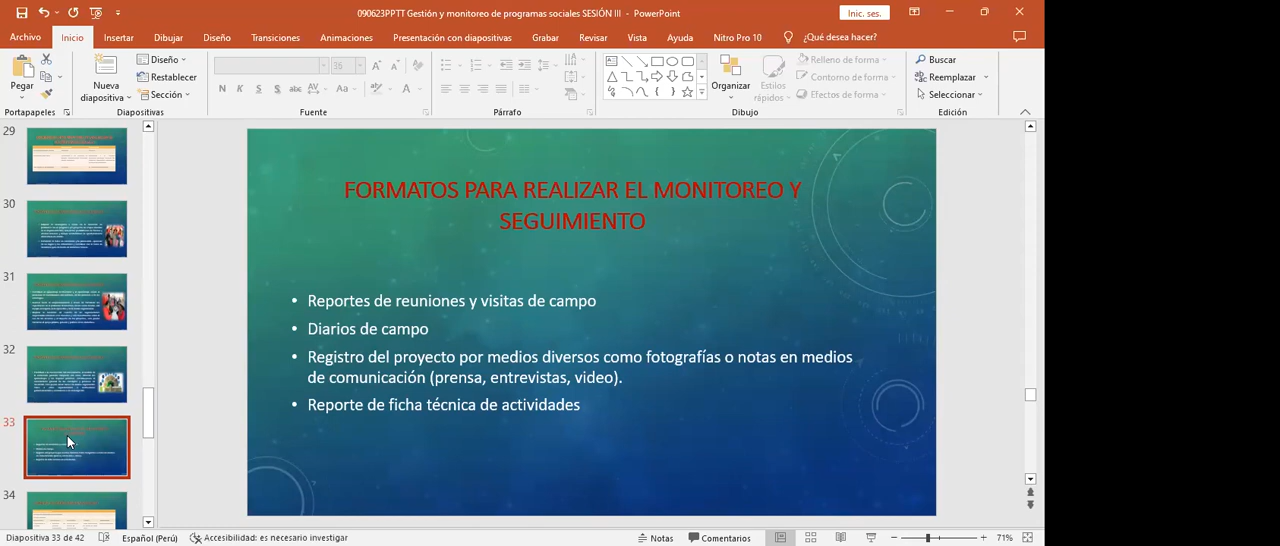 090623PPTT Gestión y monitoreo de programas sociales SESIÓN III - PowerPoint
Inic. ses.
Archivo Inicio Insertar Dibujar Diseño Transiciones Animaciones Presentación con diapositivas Grabar Revisar Vista Ayuda Nitro Pro 10 ¿Qué desea hacer?
Pegar
Portapapeles
Nueva
diapositiva
Diseño
Restablecer
Sección
Diapositivas
36
N K S S abc AV Aa A
Fuente
Párrafo
Organizar
Estilos
rápidos
Relleno de forma
Contorno de forma
Efectos de forma
Dibujo
Buscar
Reemplazar
Seleccionar
Edición
29
30
31
32
33
34
FORMATOS PARA REALIZAR EL MONITOREO Y
SEGUIMIENTO
• Reportes de reuniones y visitas de campo
• Diarios de campo
• Registro del proyecto por medios diversos como fotografías o notas en medios
de comunicación (prensa, entrevistas, video).
• Reporte de ficha técnica de actividades
Diapositiva 33 de 42 Español (Perú) Accesibilidad: es necesario investigar Notas Comentarios 71%